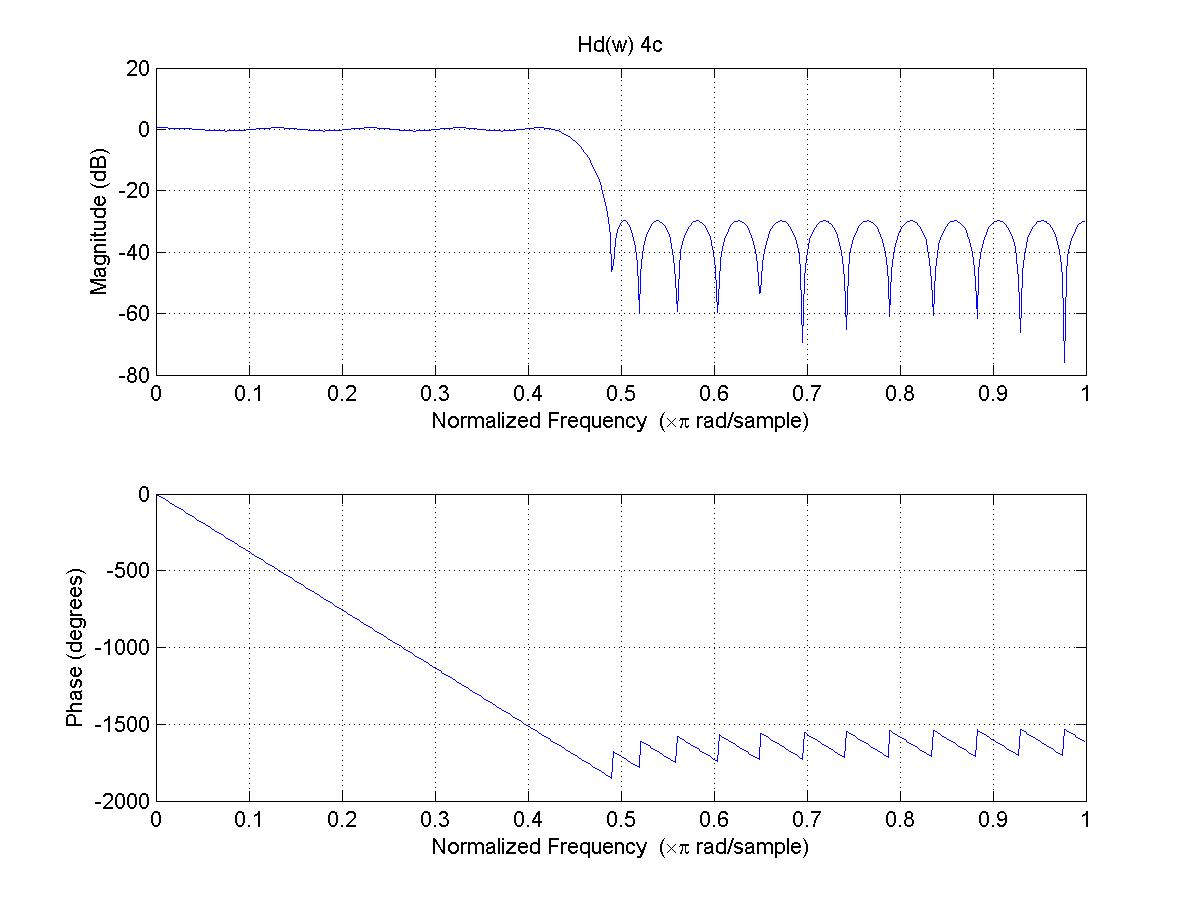 Hd(w) 4c
20
0
-20
-40
-60
-80
Magnitude (dB)
0 0.1 0.2 0.3 0.4 0.5 0.6 0.7 0.8 0.9 1
Normalized Frequency (×π rad/sample)
0
-500
-1000
-1500
-2000
Phase (degrees)
0 0.1 0.2 0.3 0.4 0.5 0.6 0.7 0.8 0.9 1
Normalized Frequency (×π rad/sample)